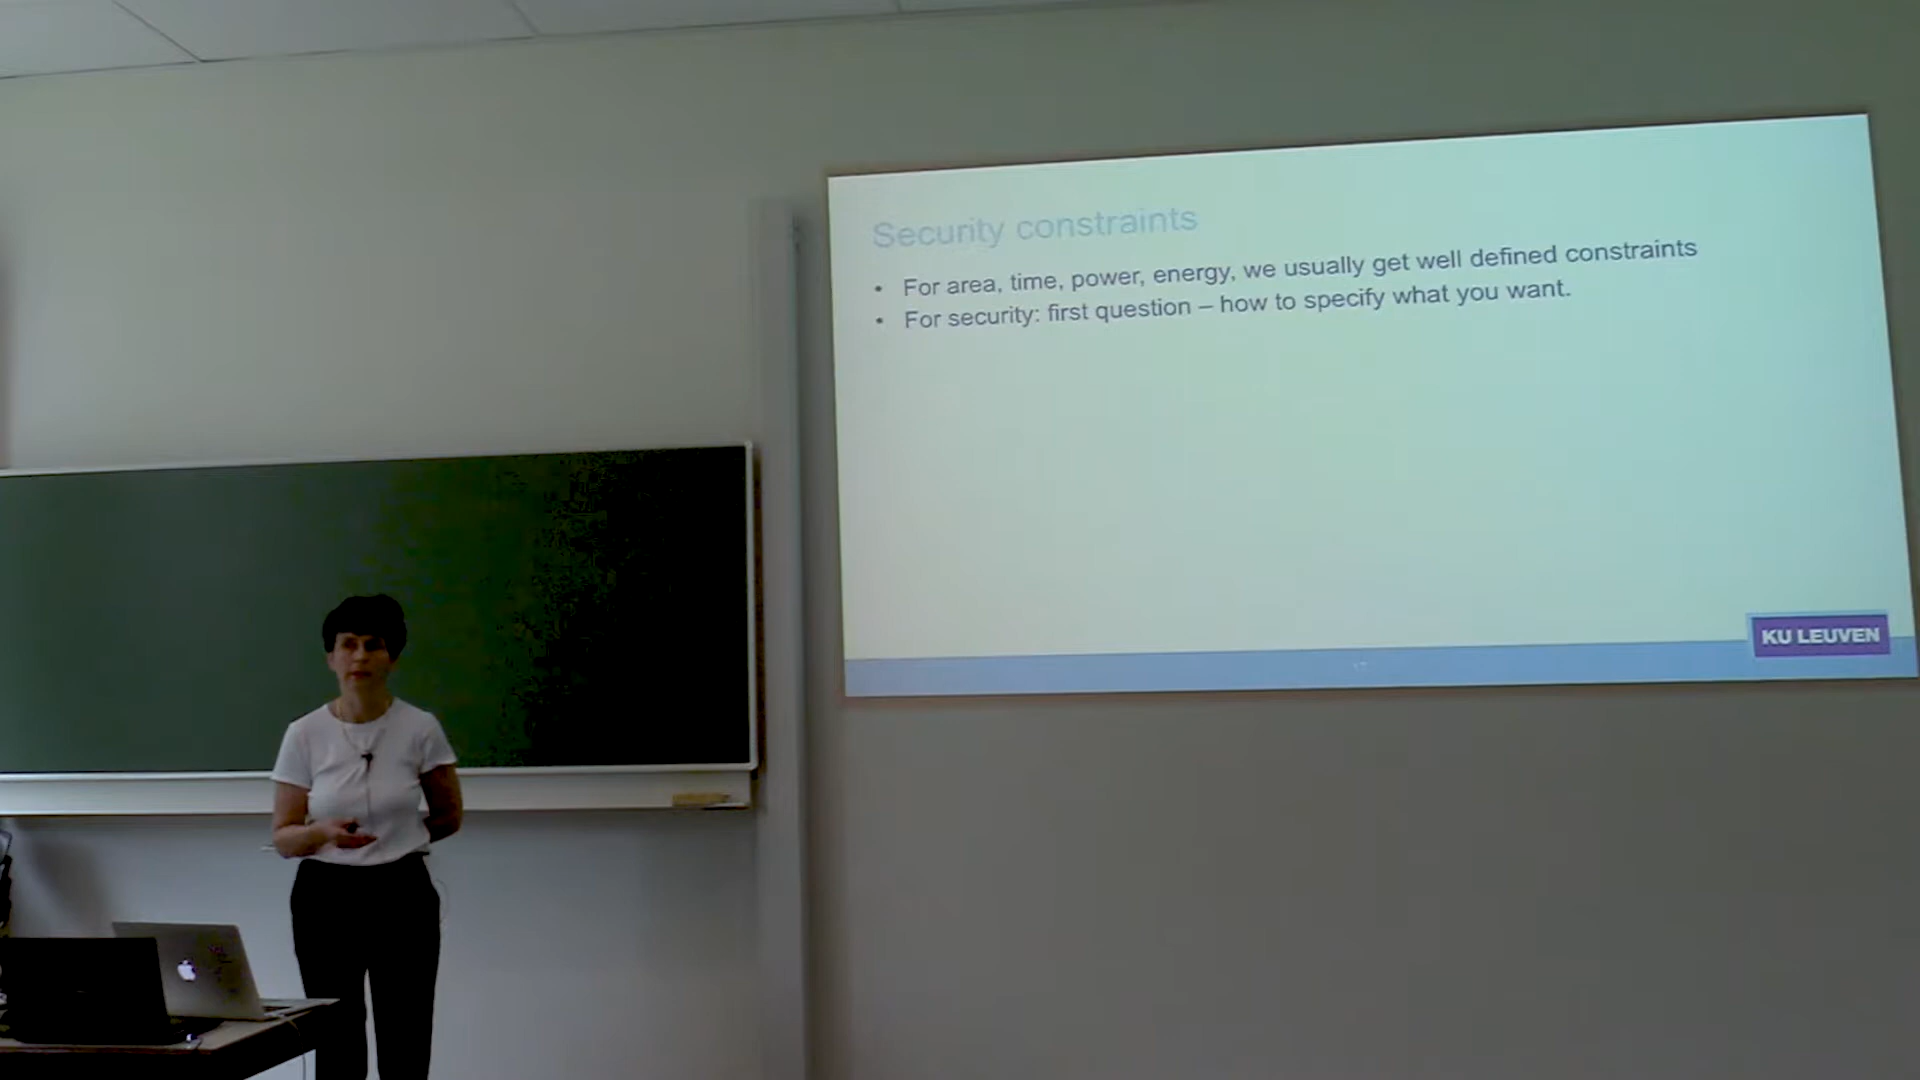 Security constraints
• For area, time, power, energy, we usually get well defined constraints
• For security: first question – how to specify what you want.
KU LEUVEN